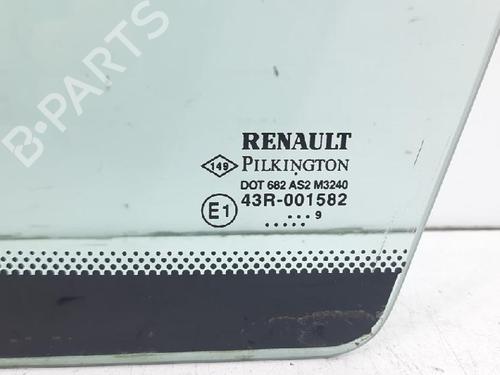 B-PARTS
RENAULT
149 PILKINGTON
DOT 682 AS2 M3240
E1 43R-001582
..... 9